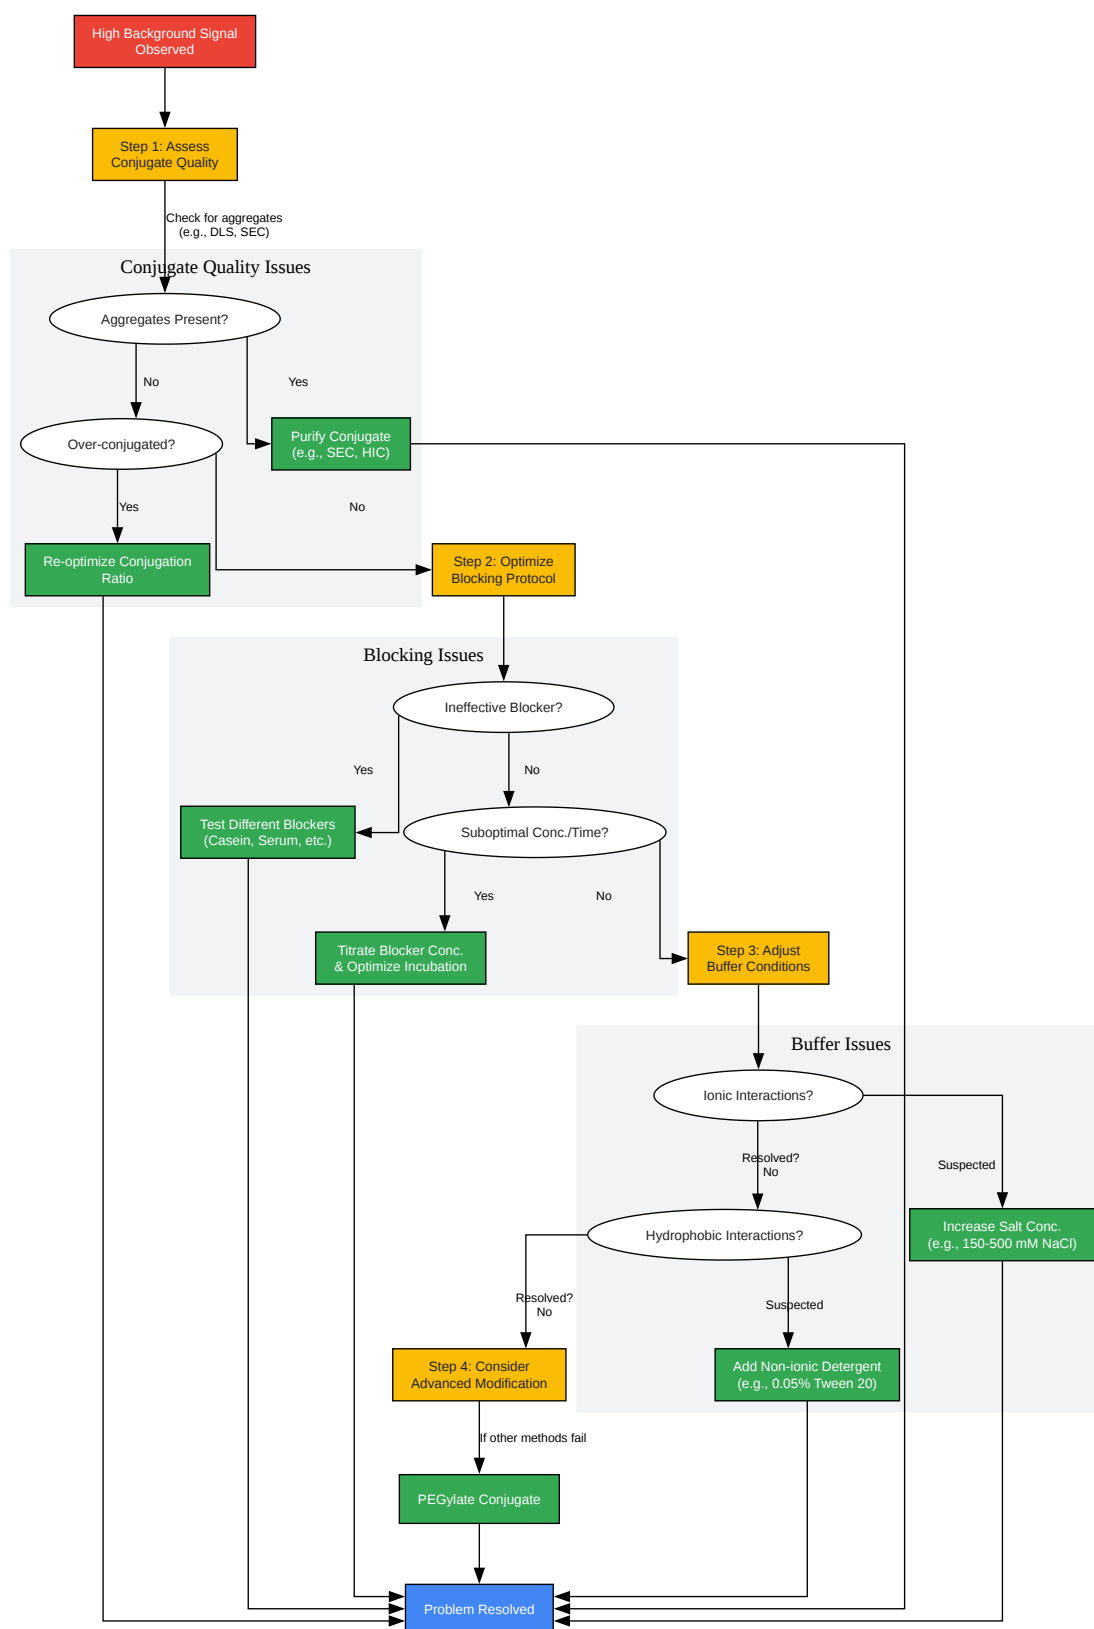 High Background Signal
Observed
Step 1: Assess
Conjugate Quality
Check for aggregates
(e.g., DLS, SEC)
Conjugate Quality Issues
Aggregates Present?
No
Yes
Over-conjugated?
Purify Conjugate
(e.g., SEC, HIC)
Yes
No
Re-optimize Conjugation
Ratio
Step 2: Optimize
Blocking Protocol
Blocking Issues
Ineffective Blocker?
Yes
No
Test Different Blockers
(Casein, Serum, etc.)
Suboptimal Conc./Time?
Yes
No
Titrate Blocker Conc.
& Optimize Incubation
Step 3: Adjust
Buffer Conditions
Buffer Issues
Ionic Interactions?
Resolved?
No
Suspected
Hydrophobic Interactions?
Increase Salt Conc.
(e.g., 150-500 mM NaCl)
Resolved?
No
Suspected
Step 4: Consider
Advanced Modification
Add Non-ionic Detergent
(e.g., 0.05% Tween 20)
If other methods fail
PEGylate Conjugate
Problem Resolved